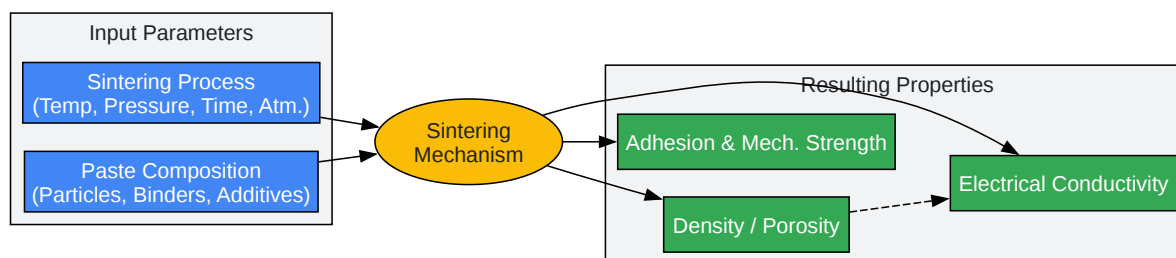 Input Parameters
Sintering Process
(Temp, Pressure, Time, Atm.)
Paste Composition
(Particles, Binders, Additives)
Sintering
Mechanism
Resulting Properties
Adhesion & Mech. Strength
Electrical Conductivity
Density / Porosity